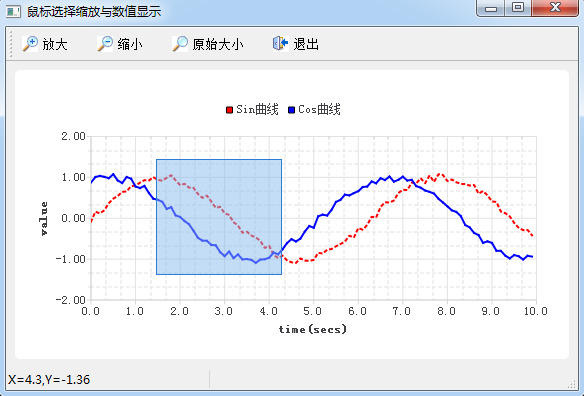 鼠标选择缩放与数值显示
放大 缩小 原始大小 退出
Sin曲线 Cos曲线
2.00
1.00
0.00
-1.00
-2.00
value
0.0 1.0 2.0 3.0 4.0 5.0 6.0 7.0 8.0 9.0 10.0
time(secs)
X=4.3,Y=-1.36